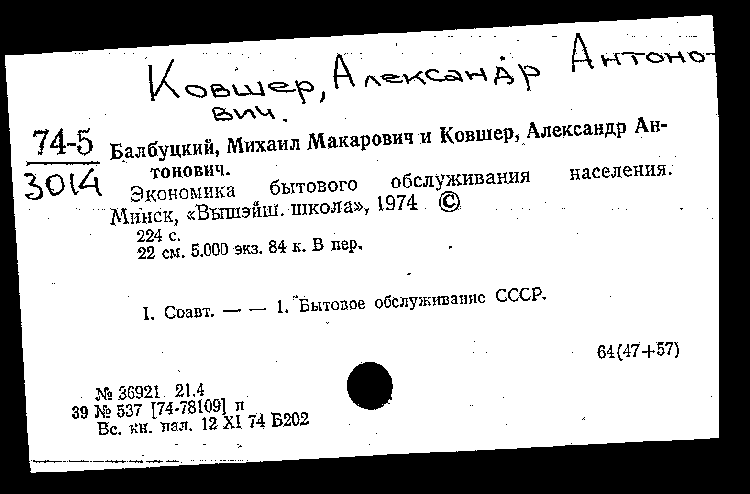 Ковшер, Александр Антоно-
вич.
74-5
3014
Балбуцкий, Михаил Макарович и Ковшер, Александр Ан-
тонович.
Экономика бытового обслуживания населения.
Минск, «Вышэйш. школа», 1974 ©
224 с.
22 см. 5.000 экз. 84 к. В пер.
I. Соавт. — — 1. Бытовое обслуживание СССР.
64(47+57)
№ 36921 21.4
39 № 537 [74-78109] п
Вс. кн. пал. 12 XI 74 Б202